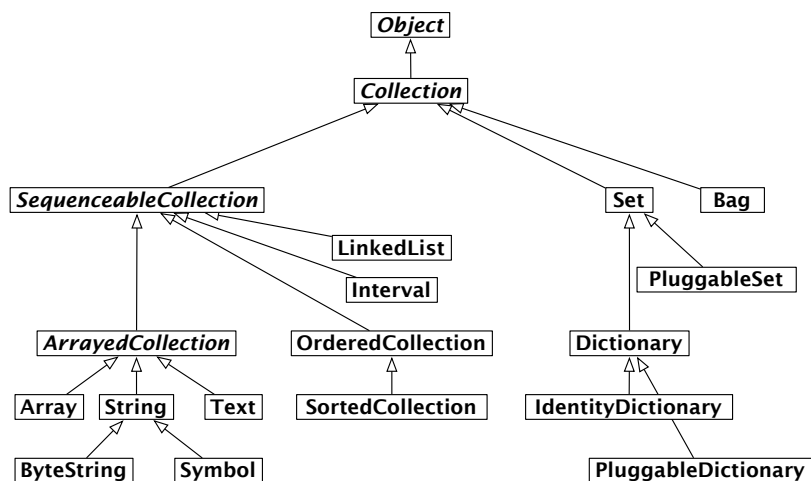 Object
Collection
SequenceableCollection
Set
Bag
LinkedList
PluggableSet
Interval
ArrayedCollection
OrderedCollection
Dictionary
Array
String
Text
SortedCollection
IdentityDictionary
ByteString
Symbol
PluggableDictionary